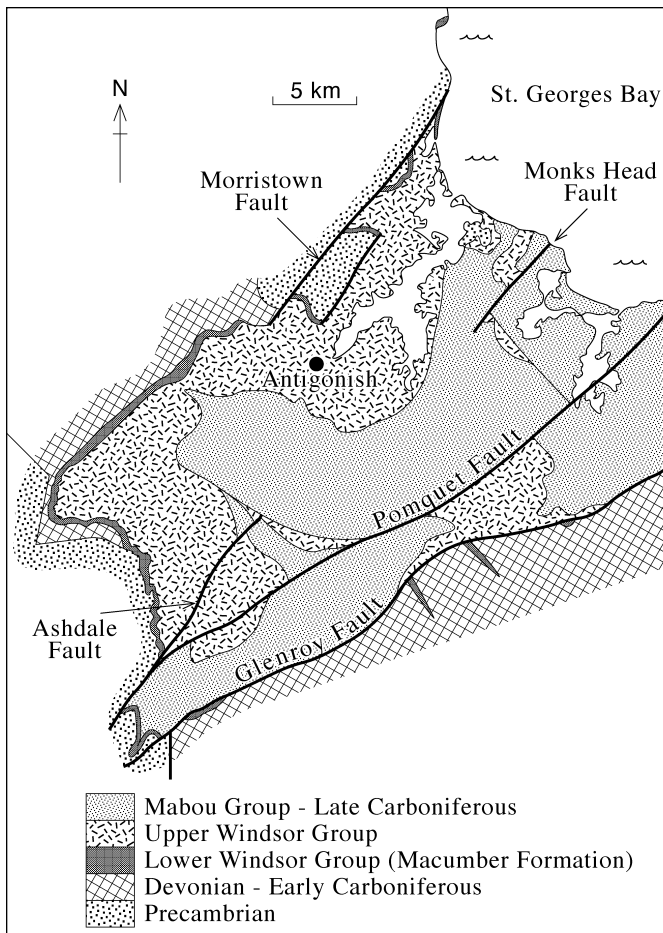 N
5 km
St. Georges Bay
Morristown
Fault
Monks Head
Fault
Antigonish
Pomquet Fault
Ashdale
Fault
Glenroy Fault
Mabou Group - Late Carboniferous
Upper Windsor Group
Lower Windsor Group (Macumber Formation)
Devonian - Early Carboniferous
Precambrian